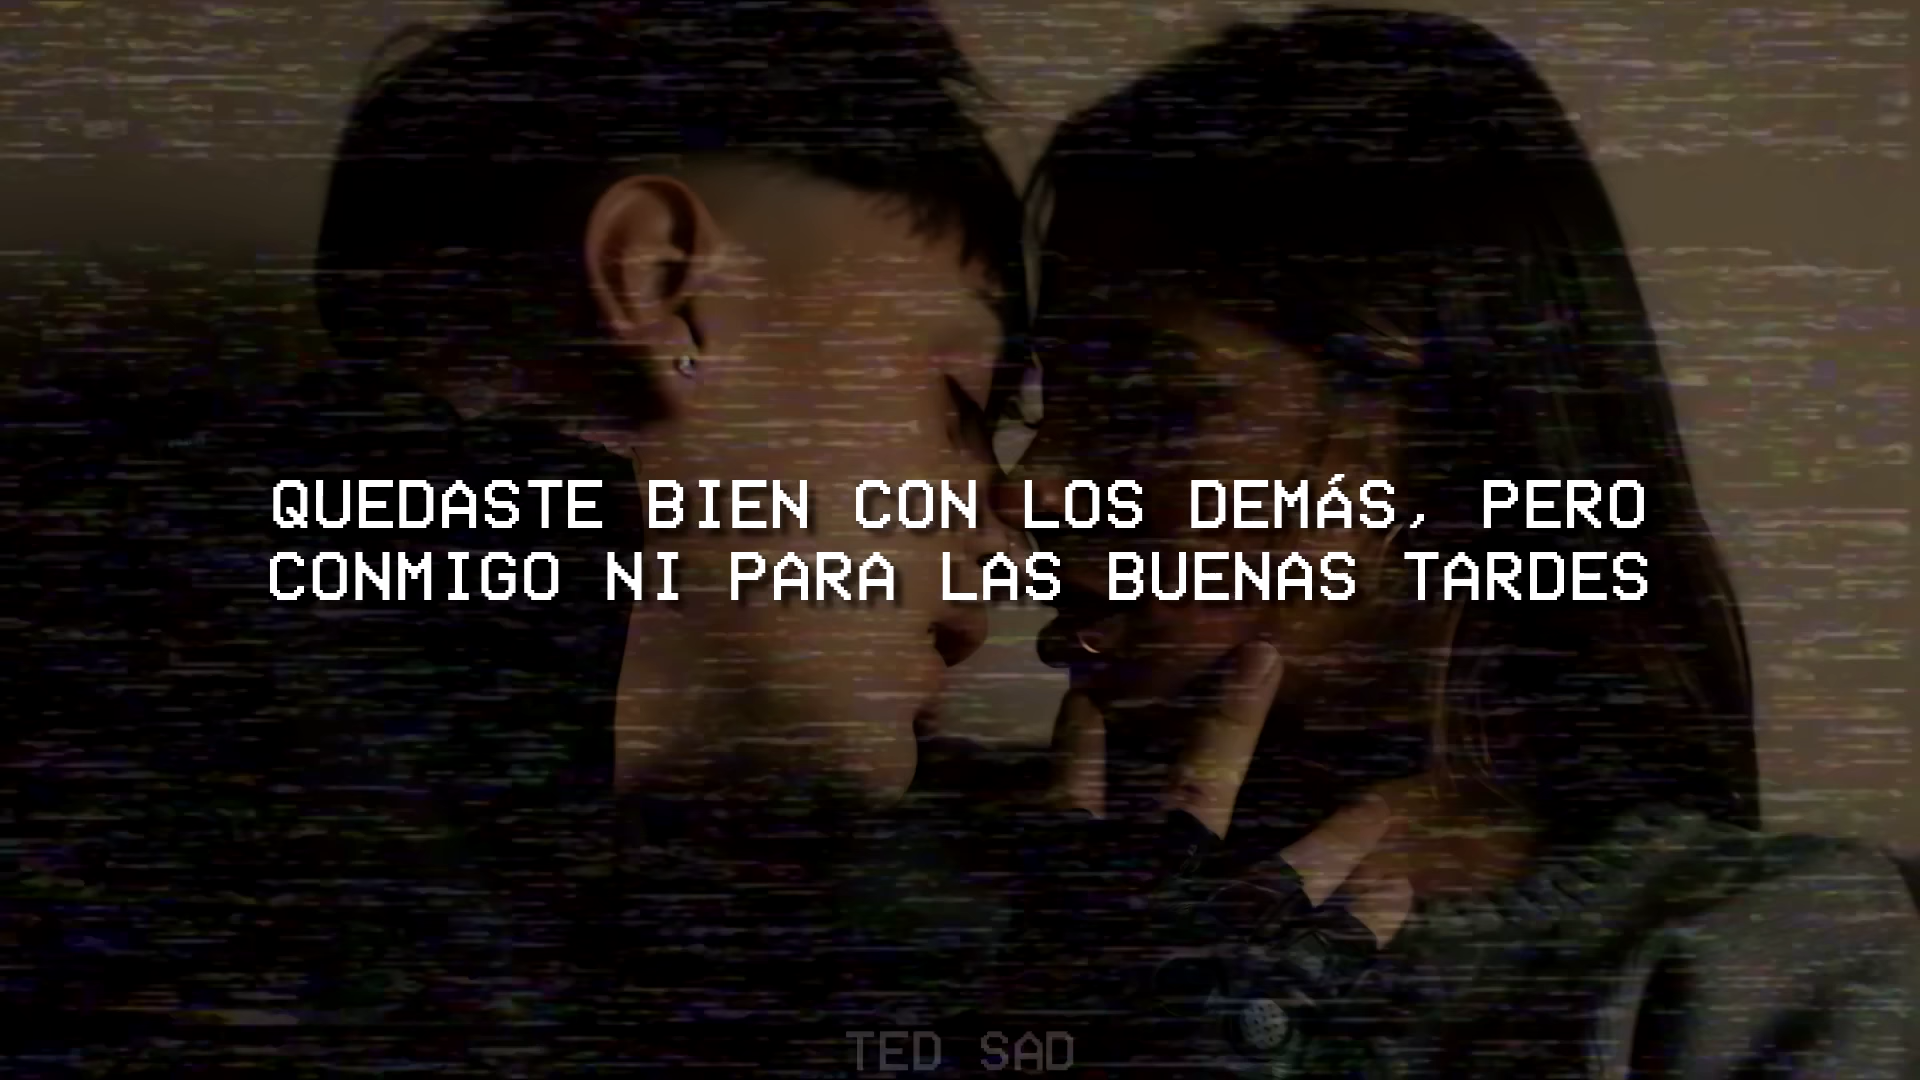 QUEDASTE BIEN CON LOS DEMÁS, PERO
CONMIGO NI PARA LAS BUENAS TARDES
TED SAD